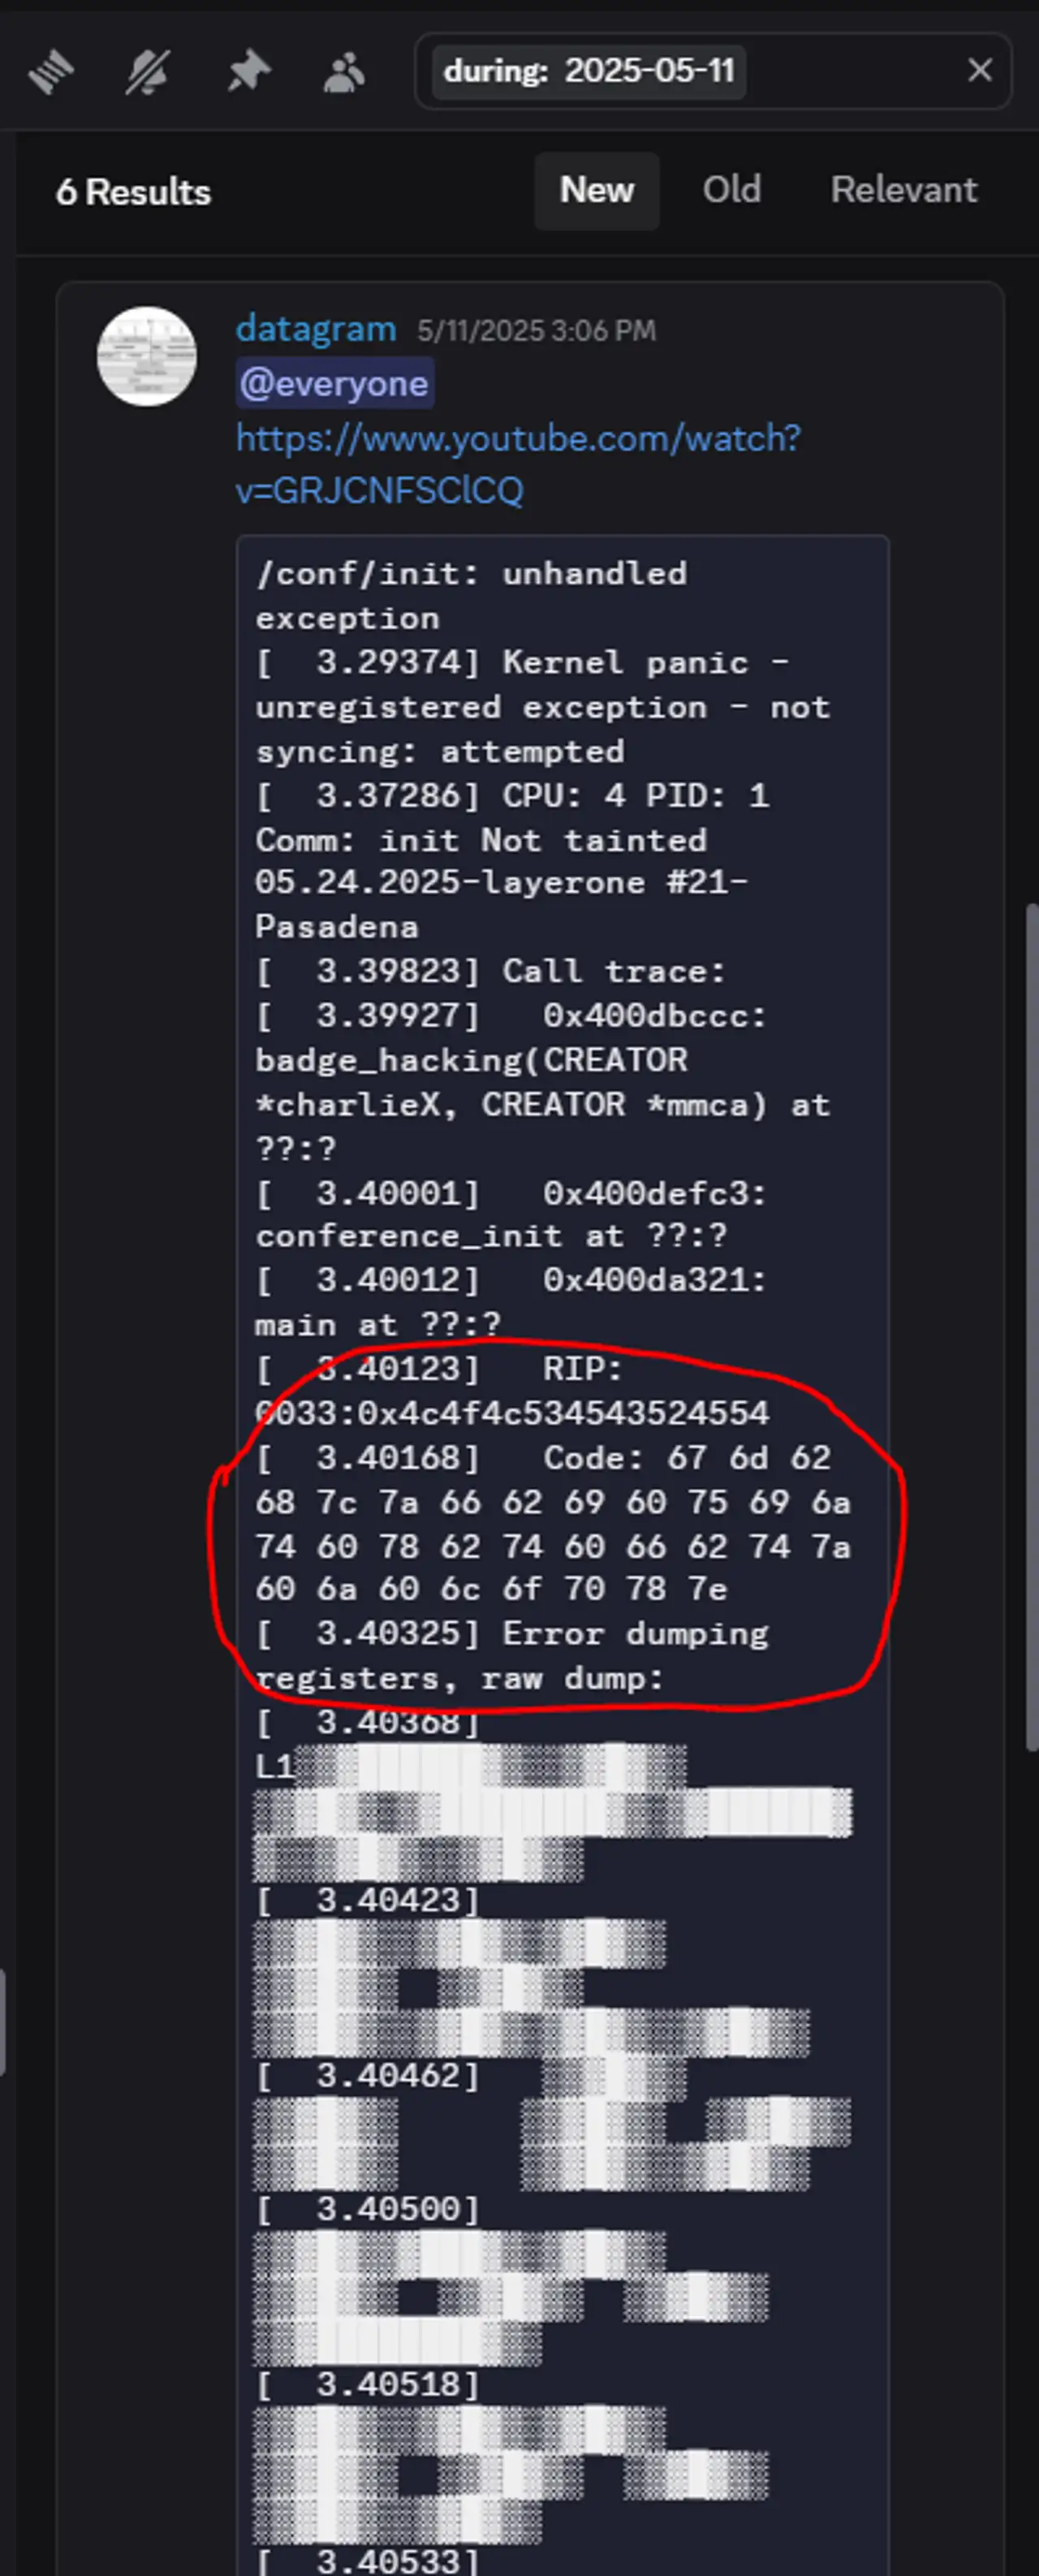 during: 2025-05-11
6 Results
New
Old
Relevant
datagram 5/11/2025 3:06 PM
@everyone
https://www.youtube.com/watch?
v=GRJCNFSClCQ
/conf/init: unhandled
exception
[  3.29374] Kernel panic -
unregistered exception - not
syncing: attempted
[  3.37286] CPU: 4 PID: 1
Comm: init Not tainted
05.24.2025-layerone #21-
Pasadena
[  3.39823] Call trace:
[  3.39927]   0x400dbccc:
badge_hacking(CREATOR
*charlieX, CREATOR *mmca) at
??:?
[  3.40001]   0x400defc3:
conference_init at ??:?
[  3.40012]   0x400da321:
main at ??:?
[  3.40123]   RIP:
0033:0x4c4f4c534543524554
[  3.40168]   Code: 67 6d 62
68 7c 7a 66 62 69 60 75 69 6a
74 60 78 62 74 60 66 62 74 7a
60 6a 60 6c 6f 70 78 7e
[  3.40325] Error dumping
registers, raw dump:
[  3.40368]
L1
[  3.40423]
[  3.40462]
[  3.40500]
[  3.40518]
[  3.40533]